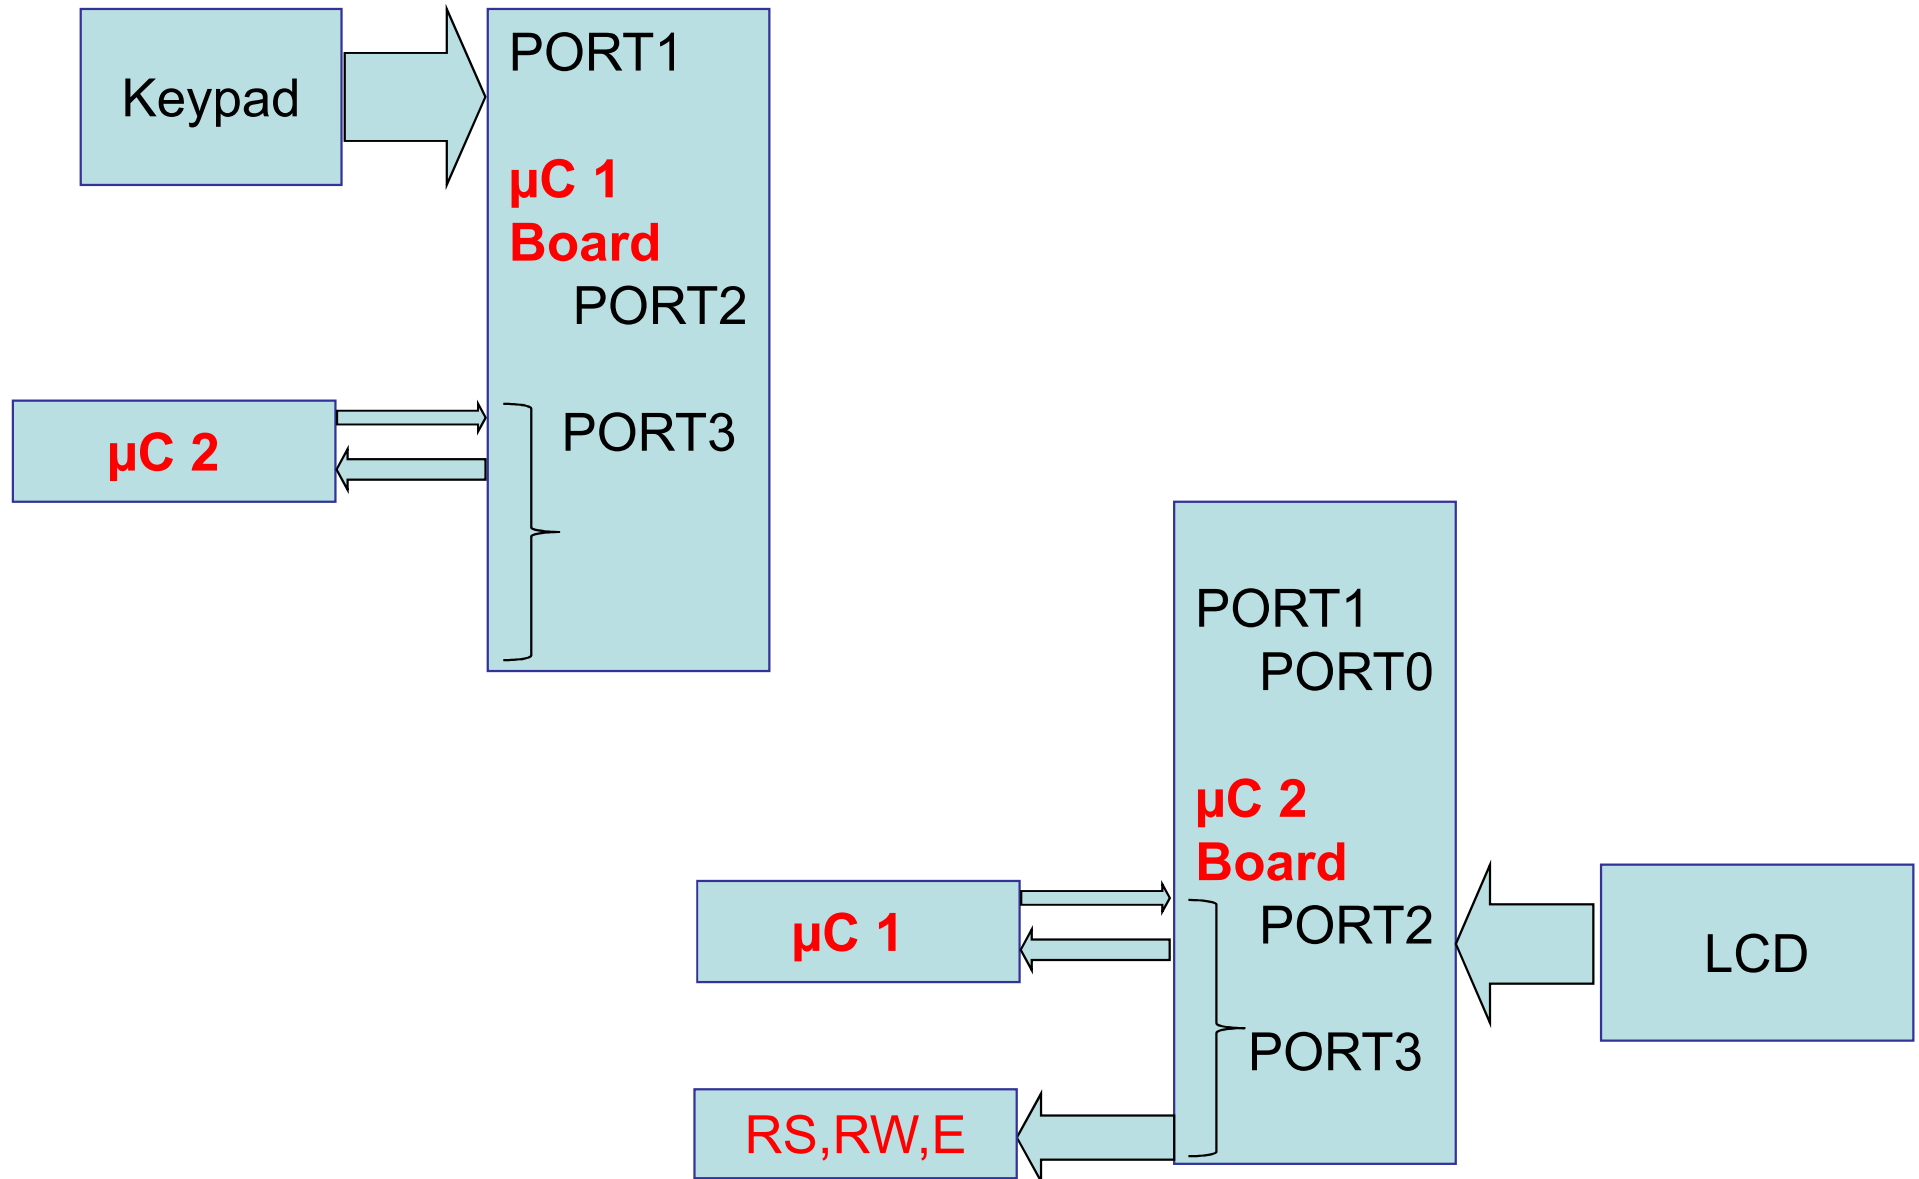 Keypad
PORT1
µC 1
Board
PORT2
PORT3
µC 2
PORT1
PORT0
µC 2
Board
PORT2
PORT3
µC 1
RS,RW,E
LCD